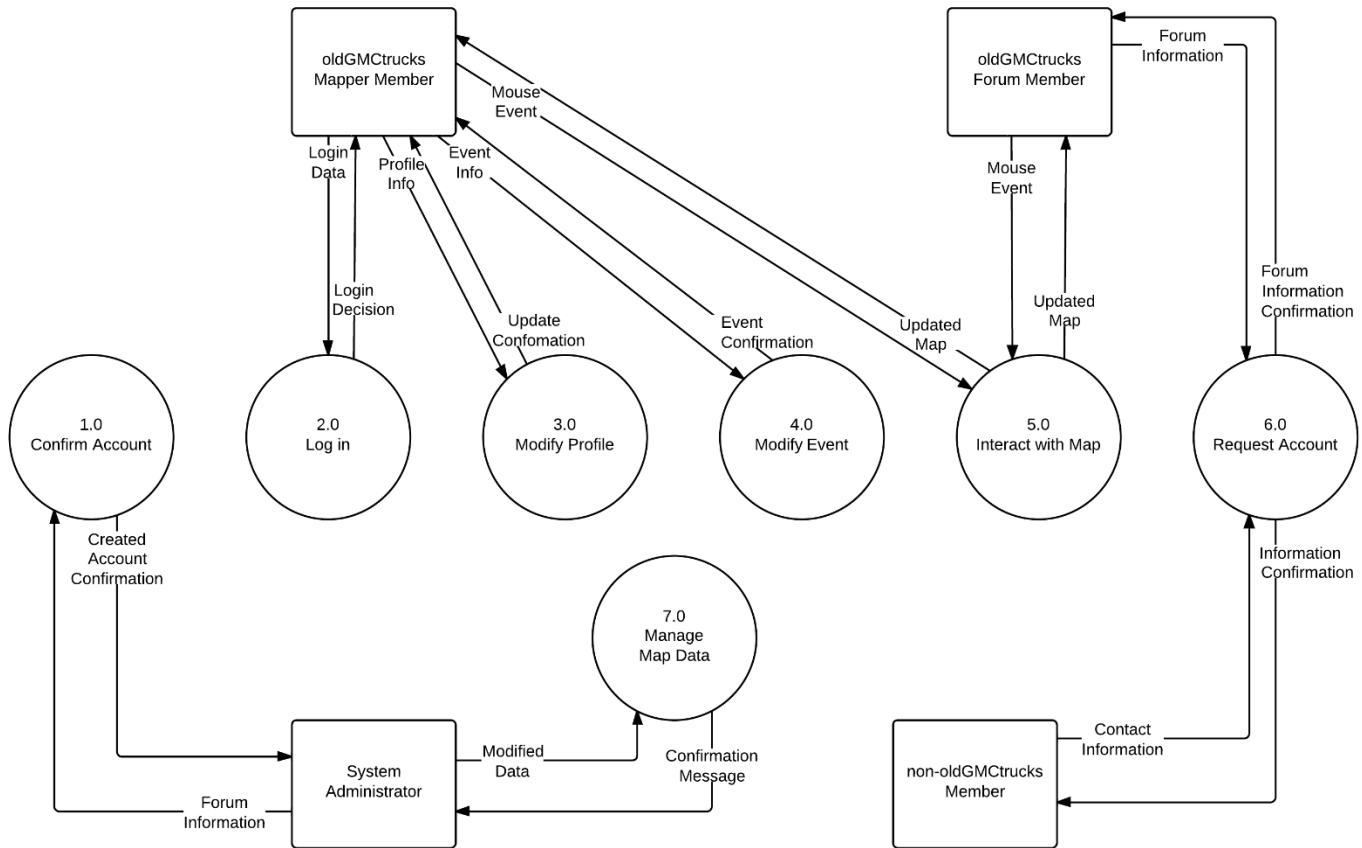 oldGMCtrucks
Mapper Member
oldGMCtrucks
Forum Member
Forum
Information
Mouse
Event
Login
Data
Profile
Info
Event
Info
Mouse
Event
Login
Decision
Update
Confomation
Event
Confirmation
Updated
Map
Updated
Map
Forum
Information
Confirmation
1.0
Confirm Account
2.0
Log in
3.0
Modify Profile
4.0
Modify Event
5.0
Interact with Map
6.0
Request Account
Created
Account
Confirmation
Information
Confirmation
7.0
Manage
Map Data
System
Administrator
Modified
Data
Confirmation
Message
Forum
Information
non-oldGMCtrucks
Member
Contact
Information